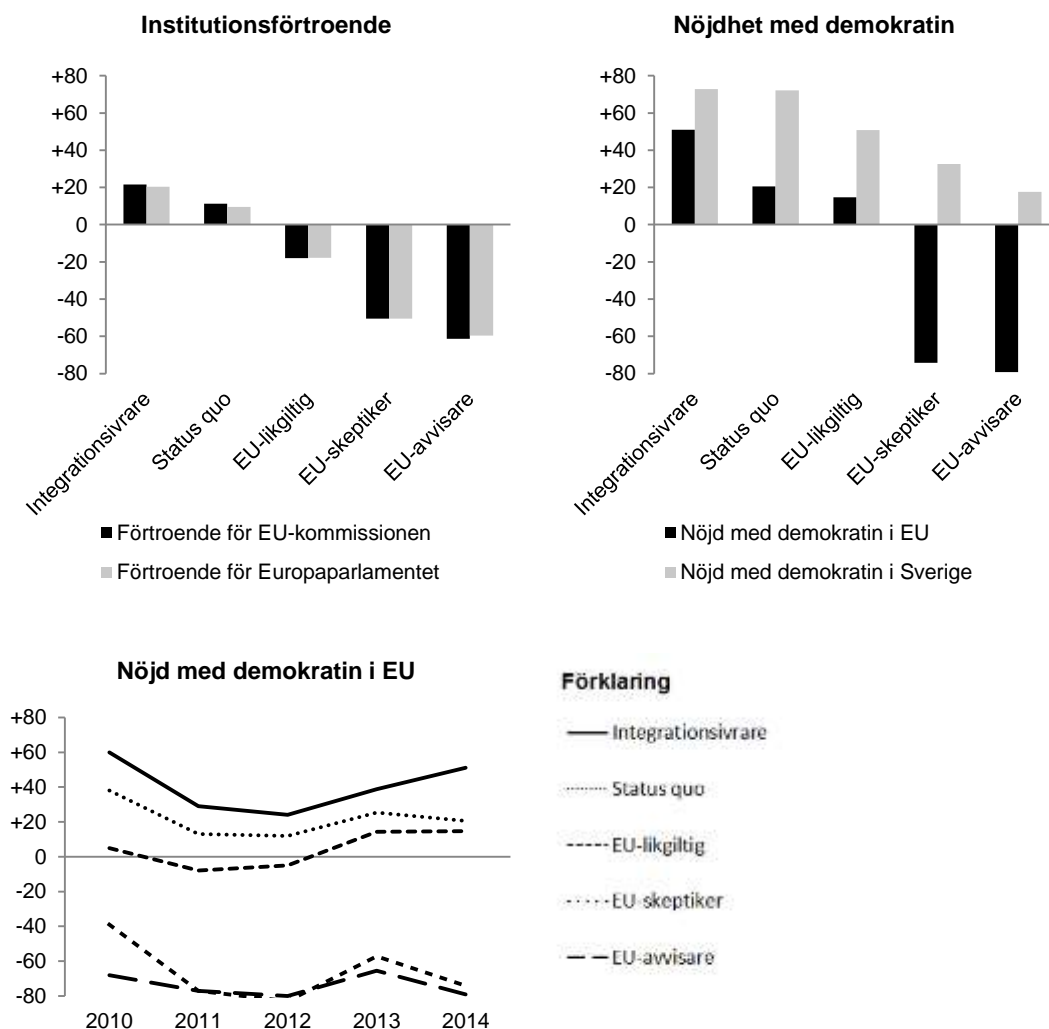 Institutionsförtroende
+80
+60
+40
+20
0
-20
-40
-60
-80
Integrationsivrare
Status quo
EU-likgiltig
EU-skeptiker
EU-avvisare
Förtroende för EU-kommissionen
Förtroende för Europaparlamentet
Nöjdhet med demokratin
+80
+60
+40
+20
0
-20
-40
-60
-80
Integrationsivrare
Status quo
EU-likgiltig
EU-skeptiker
EU-avvisare
Nöjd med demokratin i EU
Nöjd med demokratin i Sverige
Nöjd med demokratin i EU
+80
+60
+40
+20
0
-20
-40
-60
-80
2010 2011 2012 2013 2014
Förklaring
Integrationsivrare
Status quo
EU-likgiltig
EU-skeptiker
EU-avvisare